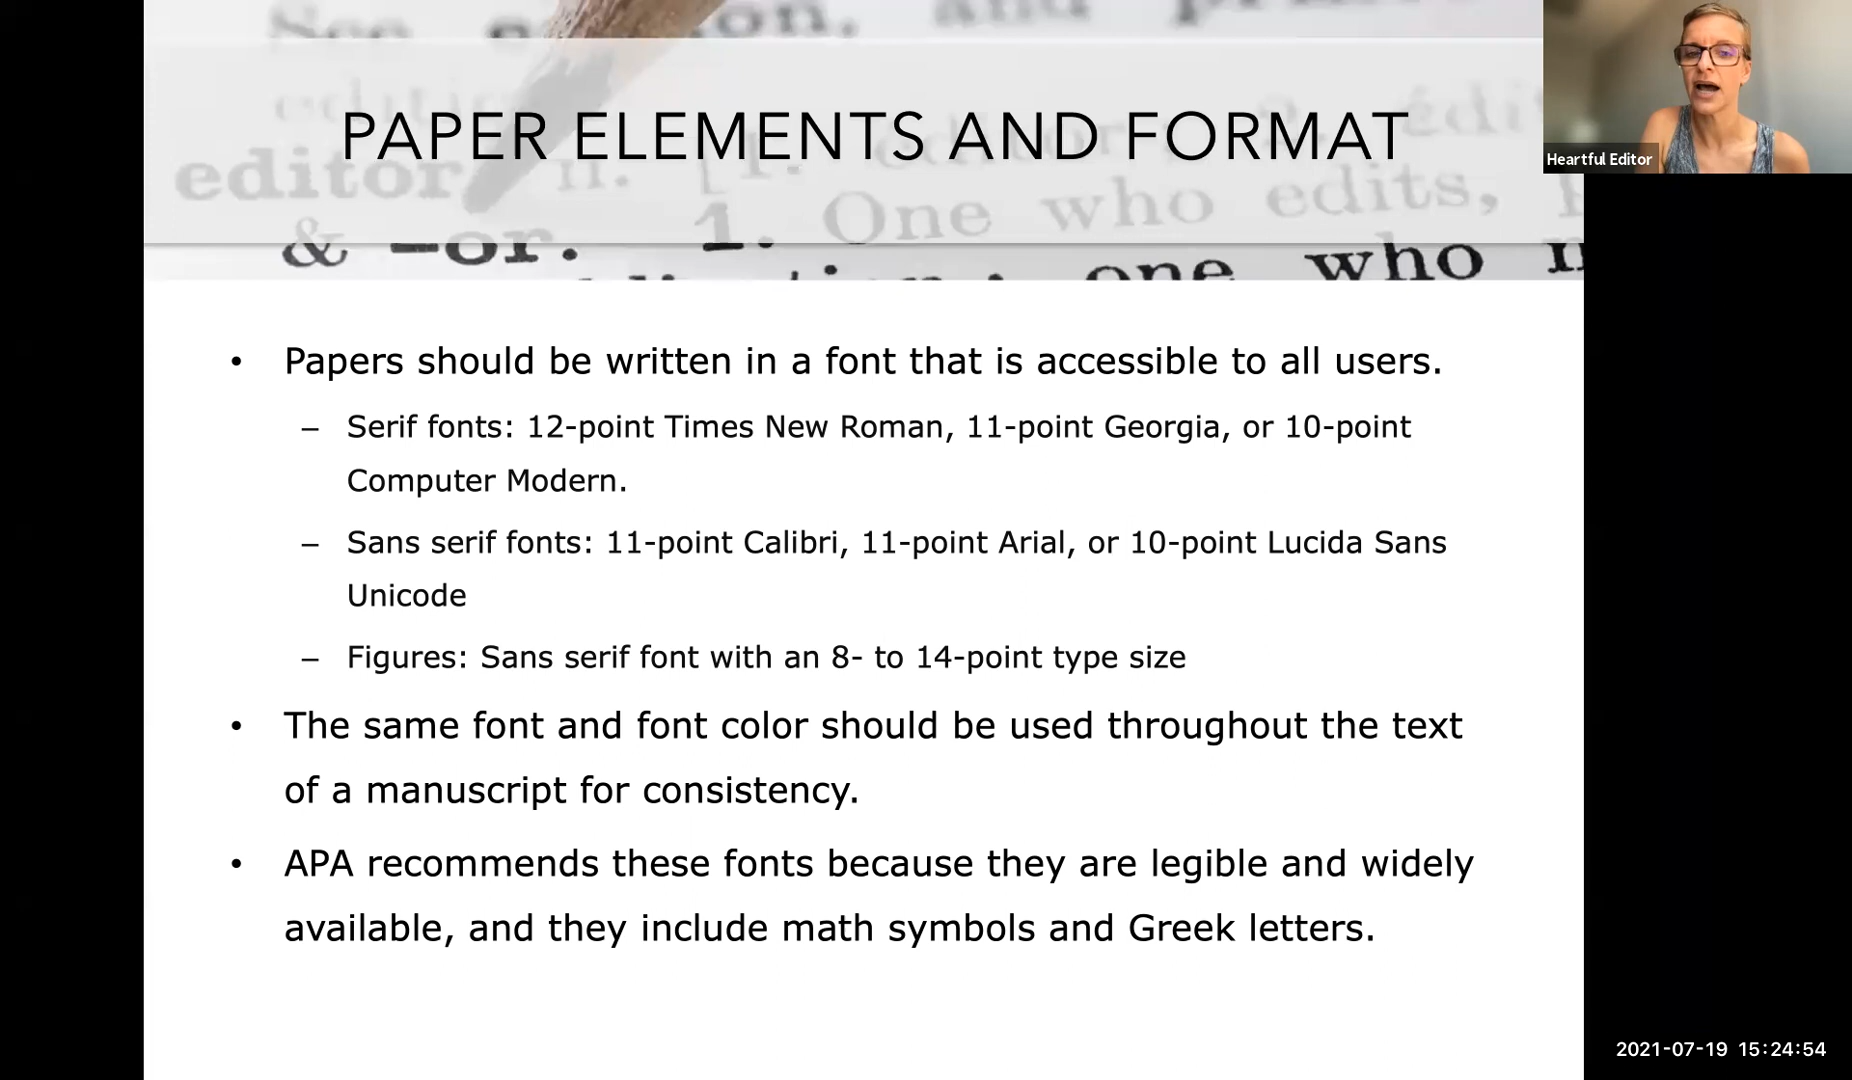 See and
editor n. [1.
& -or. 1. One who edits,
one who
PAPER ELEMENTS AND FORMAT
Heartful Editor
• Papers should be written in a font that is accessible to all users.
– Serif fonts: 12-point Times New Roman, 11-point Georgia, or 10-point
Computer Modern.
– Sans serif fonts: 11-point Calibri, 11-point Arial, or 10-point Lucida Sans
Unicode
– Figures: Sans serif font with an 8- to 14-point type size
• The same font and font color should be used throughout the text
of a manuscript for consistency.
• APA recommends these fonts because they are legible and widely
available, and they include math symbols and Greek letters.
2021-07-19 15:24:54